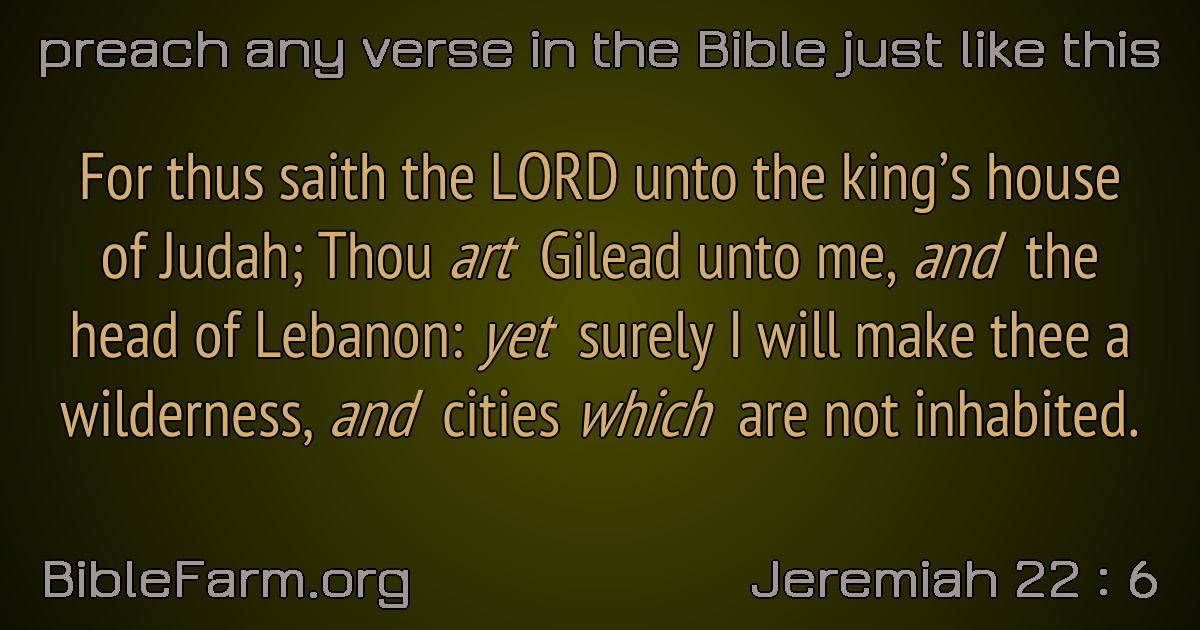 preach any verse in the Bible just like this
For thus saith the LORD unto the king’s house
of Judah; Thou art Gilead unto me, and the
head of Lebanon: yet surely I will make thee a
wilderness, and cities which are not inhabited.
BibleFarm.org
Jeremiah 22 : 6